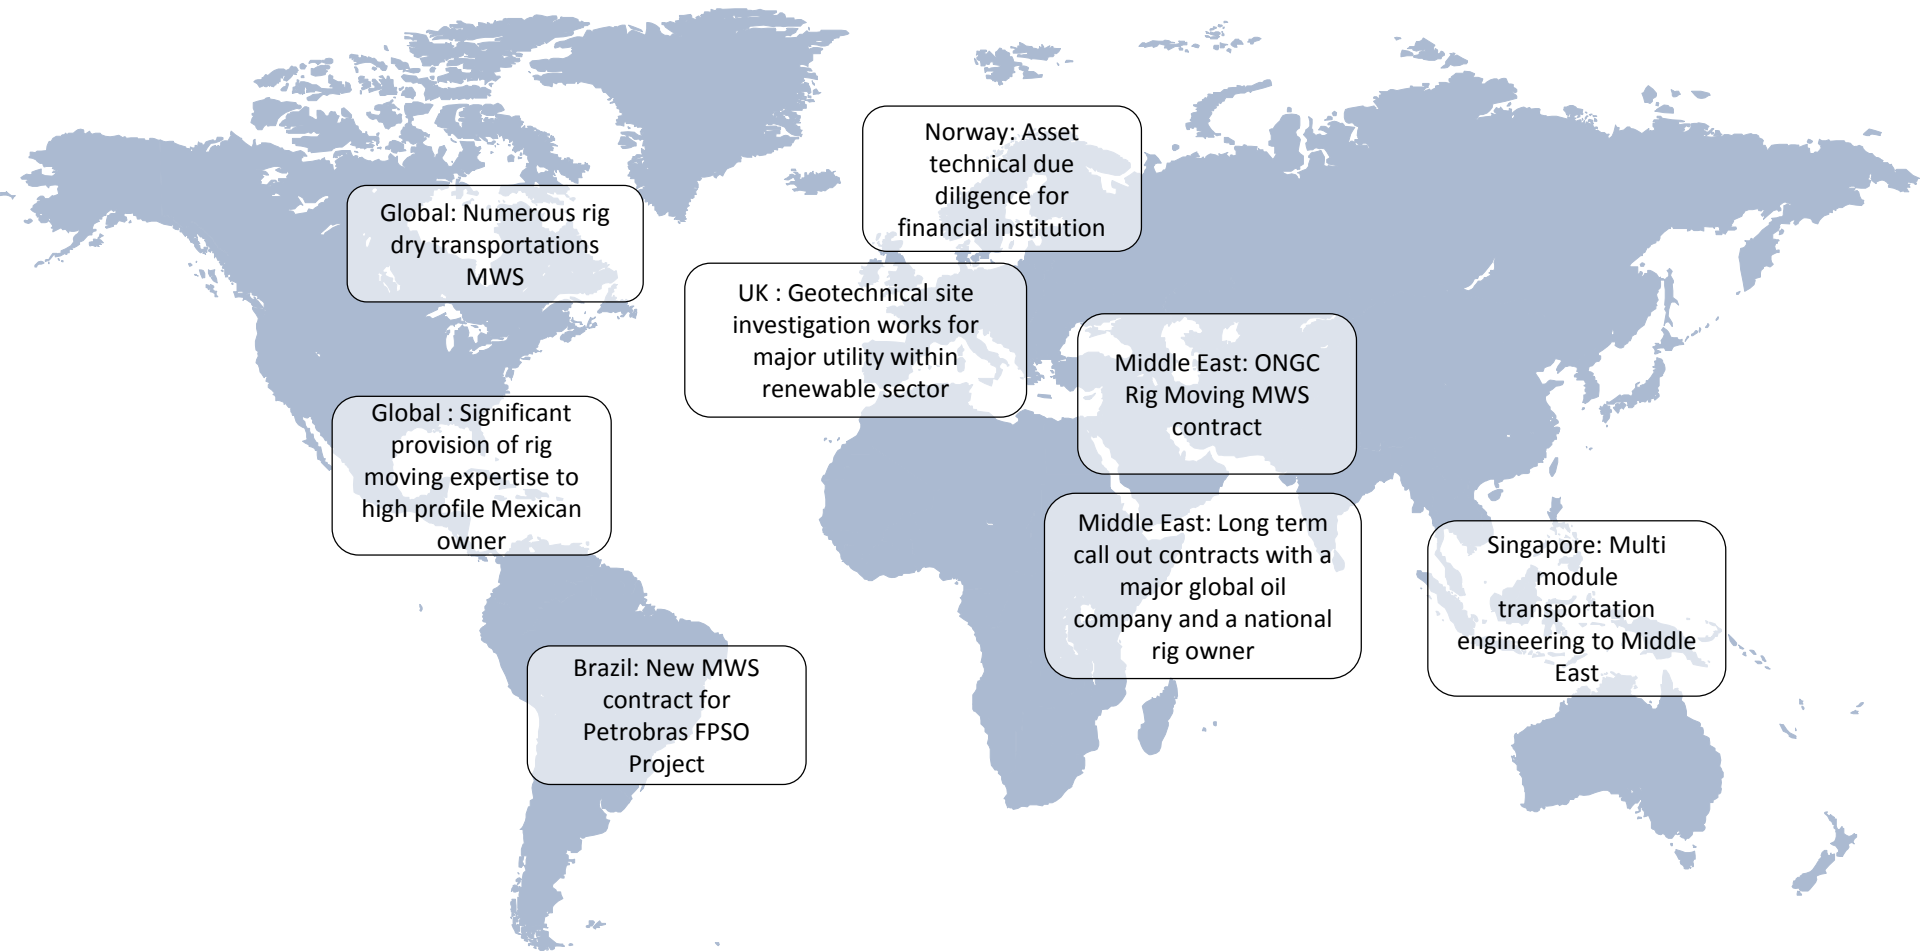 Norway: Asset
technical due
diligence for
financial institution
Global: Numerous rig
dry transportations
MWS
UK : Geotechnical site
investigation works for
major utility within
renewable sector
Middle East: ONGC
Rig Moving MWS
contract
Global : Significant
provision of rig
moving expertise to
high profile Mexican
owner
Middle East: Long term
call out contracts with a
major global oil
company and a national
rig owner
Singapore: Multi
module
transportation
engineering to Middle
East
Brazil: New MWS
contract for
Petrobras FPSO
Project